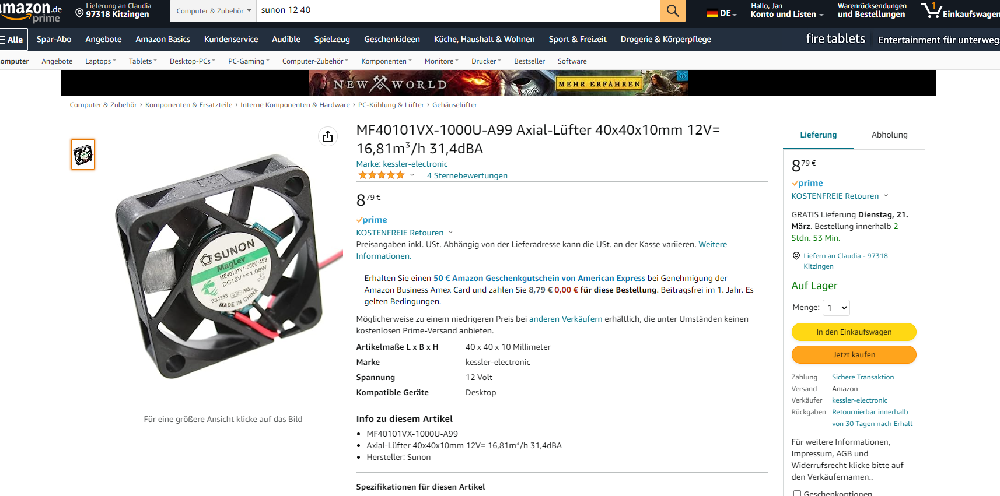 amazon.de
prime
Lieferung an Claudia
97318 Kitzingen
Computer & Zubehör
sunon 12 40
DE
Hallo, Jan
Konto und Listen
Warenrücksendungen
und Bestellungen
1
Einkaufswagen
Alle
Spar-Abo
Angebote
Amazon Basics
Kundenservice
Audible
Spielzeug
Geschenkideen
Küche, Haushalt & Wohnen
Sport & Freizeit
Drogerie & Körperpflege
fire tablets
Entertainment für unterwegs
omputer
Angebote
Laptops
Tablets
Desktop-PCs
PC-Gaming
Computer-Zubehör
Komponenten
Monitore
Drucker
Bestseller
Software
NEW WORLD
MEHR ERFAHREN
Computer & Zubehör › Komponenten & Ersatzteile › Interne Komponenten & Hardware › PC-Kühlung & Lüfter › Gehäuselüfter
SUNON
MagLev
ME40101V1-000U-A99
DC12V 1.08W
B34233
MADE IN CHINA
Für eine größere Ansicht klicke auf das Bild
MF40101VX-1000U-A99 Axial-Lüfter 40x40x10mm 12V=
16,81m³/h 31,4dBA
Marke: kessler-electronic
4 Sternebewertungen
8 79 €
prime
KOSTENFREIE Retouren
Preisangaben inkl. USt. Abhängig von der Lieferadresse kann die USt. an der Kasse variieren. Weitere
Informationen.
Erhalten Sie einen 50 € Amazon Geschenkgutschein von American Express bei Genehmigung der
Amazon Business Amex Card und zahlen Sie 8,79 € 0,00 € für diese Bestellung. Beitragsfrei im 1. Jahr. Es
gelten Bedingungen.
Möglicherweise zu einem niedrigeren Preis bei anderen Verkäufern erhältlich, die unter Umständen keinen
kostenlosen Prime-Versand anbieten.
Artikelmaße L x B x H 40 x 40 x 10 Millimeter
Marke kessler-electronic
Spannung 12 Volt
Kompatible Geräte Desktop
Info zu diesem Artikel
• MF40101VX-1000U-A99
• Axial-Lüfter 40x40x10mm 12V= 16,81m³/h 31,4dBA
• Hersteller: Sunon
Spezifikationen für diesen Artikel
Lieferung
Abholung
8 79 €
prime
KOSTENFREIE Retouren
GRATIS Lieferung Dienstag, 21.
März. Bestellung innerhalb 2
Stdn. 53 Min.
Liefern an Claudia - 97318
Kitzingen
Auf Lager
Menge: 1
In den Einkaufswagen
Jetzt kaufen
Zahlung Sichere Transaktion
Versand Amazon
Verkäufer kessler-electronic
Rückgaben Retournierbar innerhalb
von 30 Tagen nach Erhalt
Für weitere Informationen,
Impressum, AGB und
Widerrufsrecht klicke bitte auf
den Verkäufernamen..
Geschenkoptionen